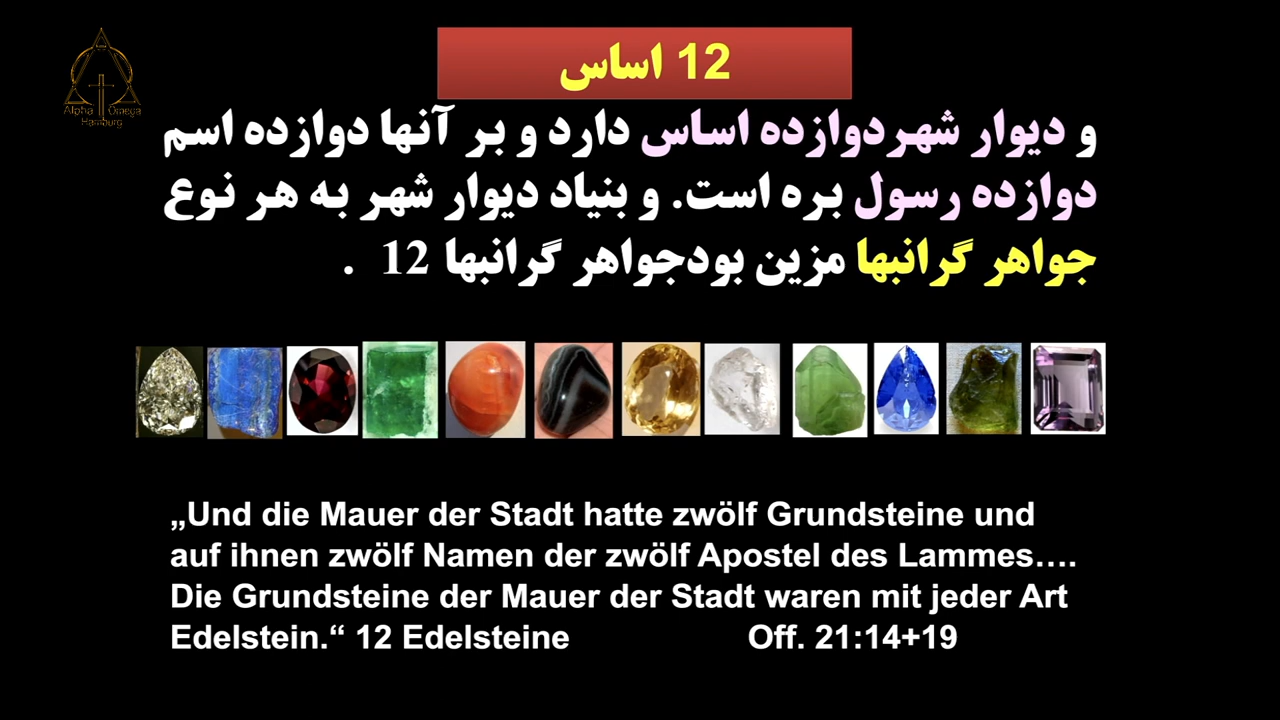 Alpha Omega
Hamburg
12 اساس
و دیوار شهردوازده اساس دارد و بر آنها دوازده اسم
دوازده رسول بره است. و بنیاد دیوار شهر به هر نوع
جواهر گرانبها مزین بودجواهر گرانبها 12 .
„Und die Mauer der Stadt hatte zwölf Grundsteine und
auf ihnen zwölf Namen der zwölf Apostel des Lammes….
Die Grundsteine der Mauer der Stadt waren mit jeder Art
Edelstein.“ 12 Edelsteine Off. 21:14+19